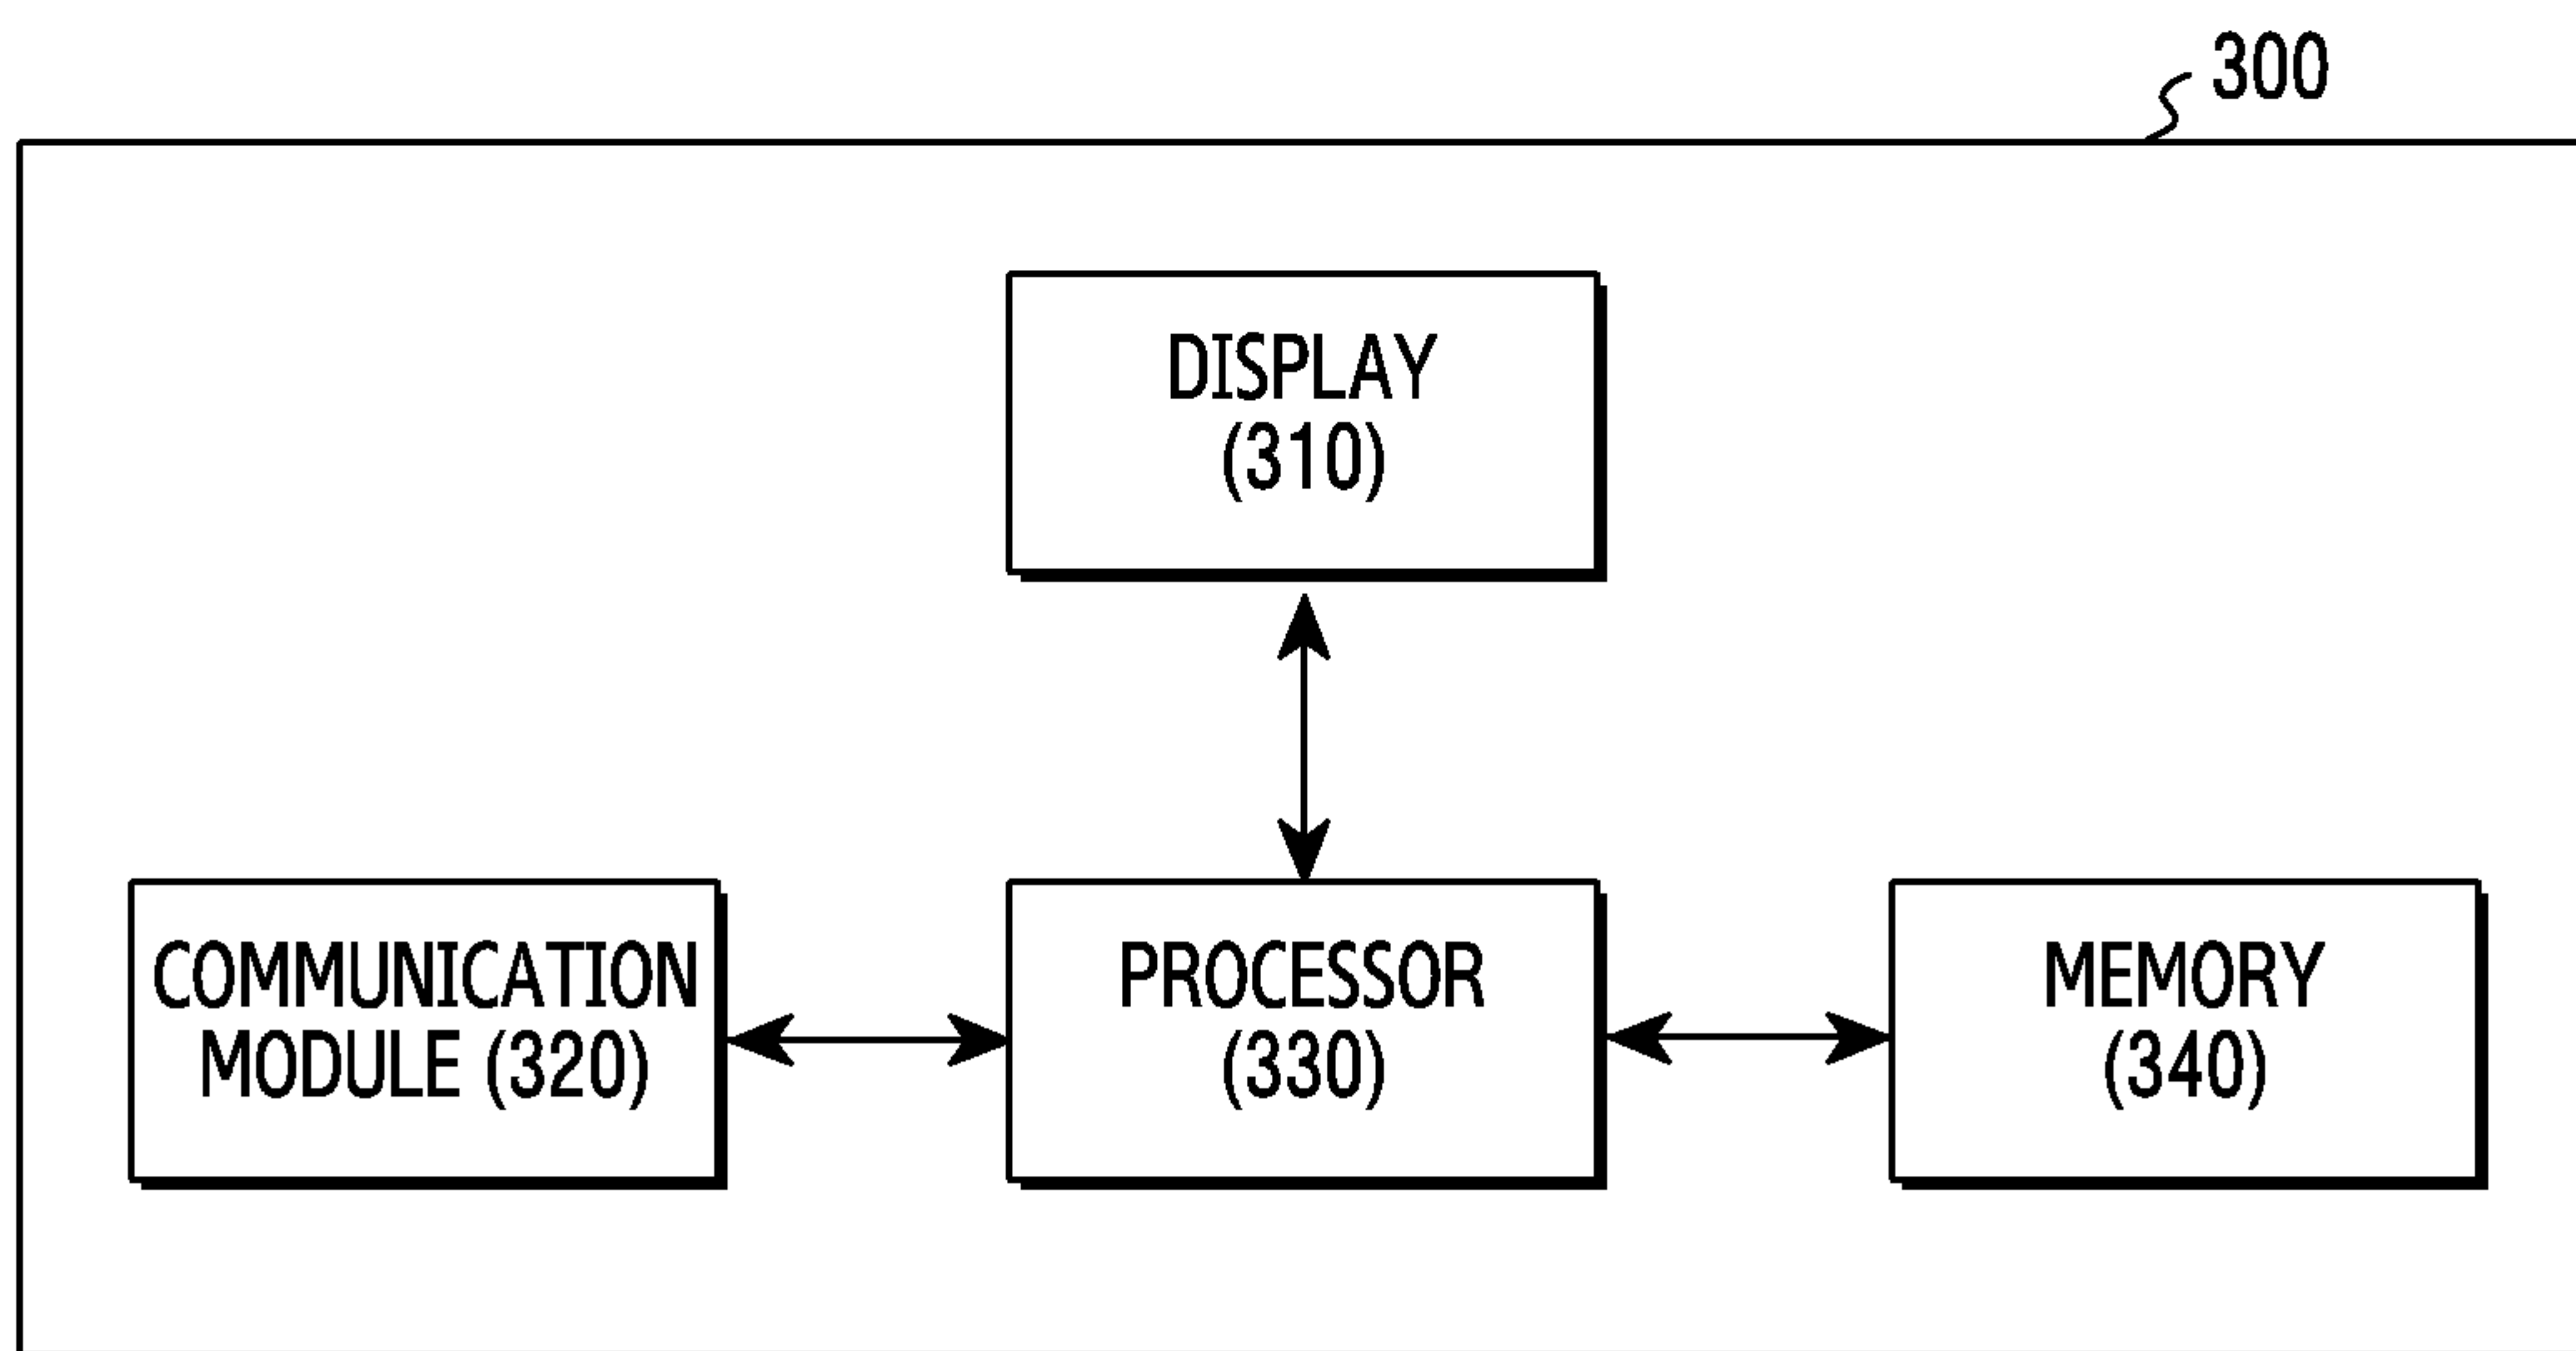 300
DISPLAY
(310)
COMMUNICATION
MODULE (320)
PROCESSOR
(330)
MEMORY
(340)